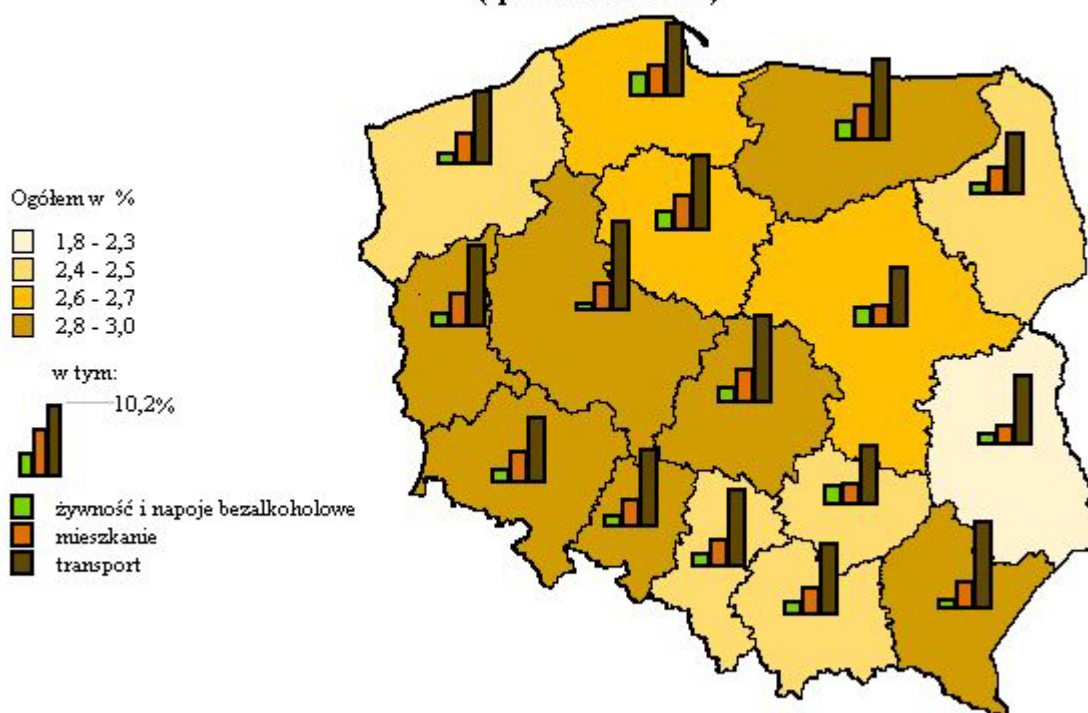 Ogółem w %
1,8 - 2,3
2,4 - 2,5
2,6 - 2,7
2,8 - 3,0
w tym:
10,2%
żywność i napoje bezalkoholowe
mieszkanie
transport